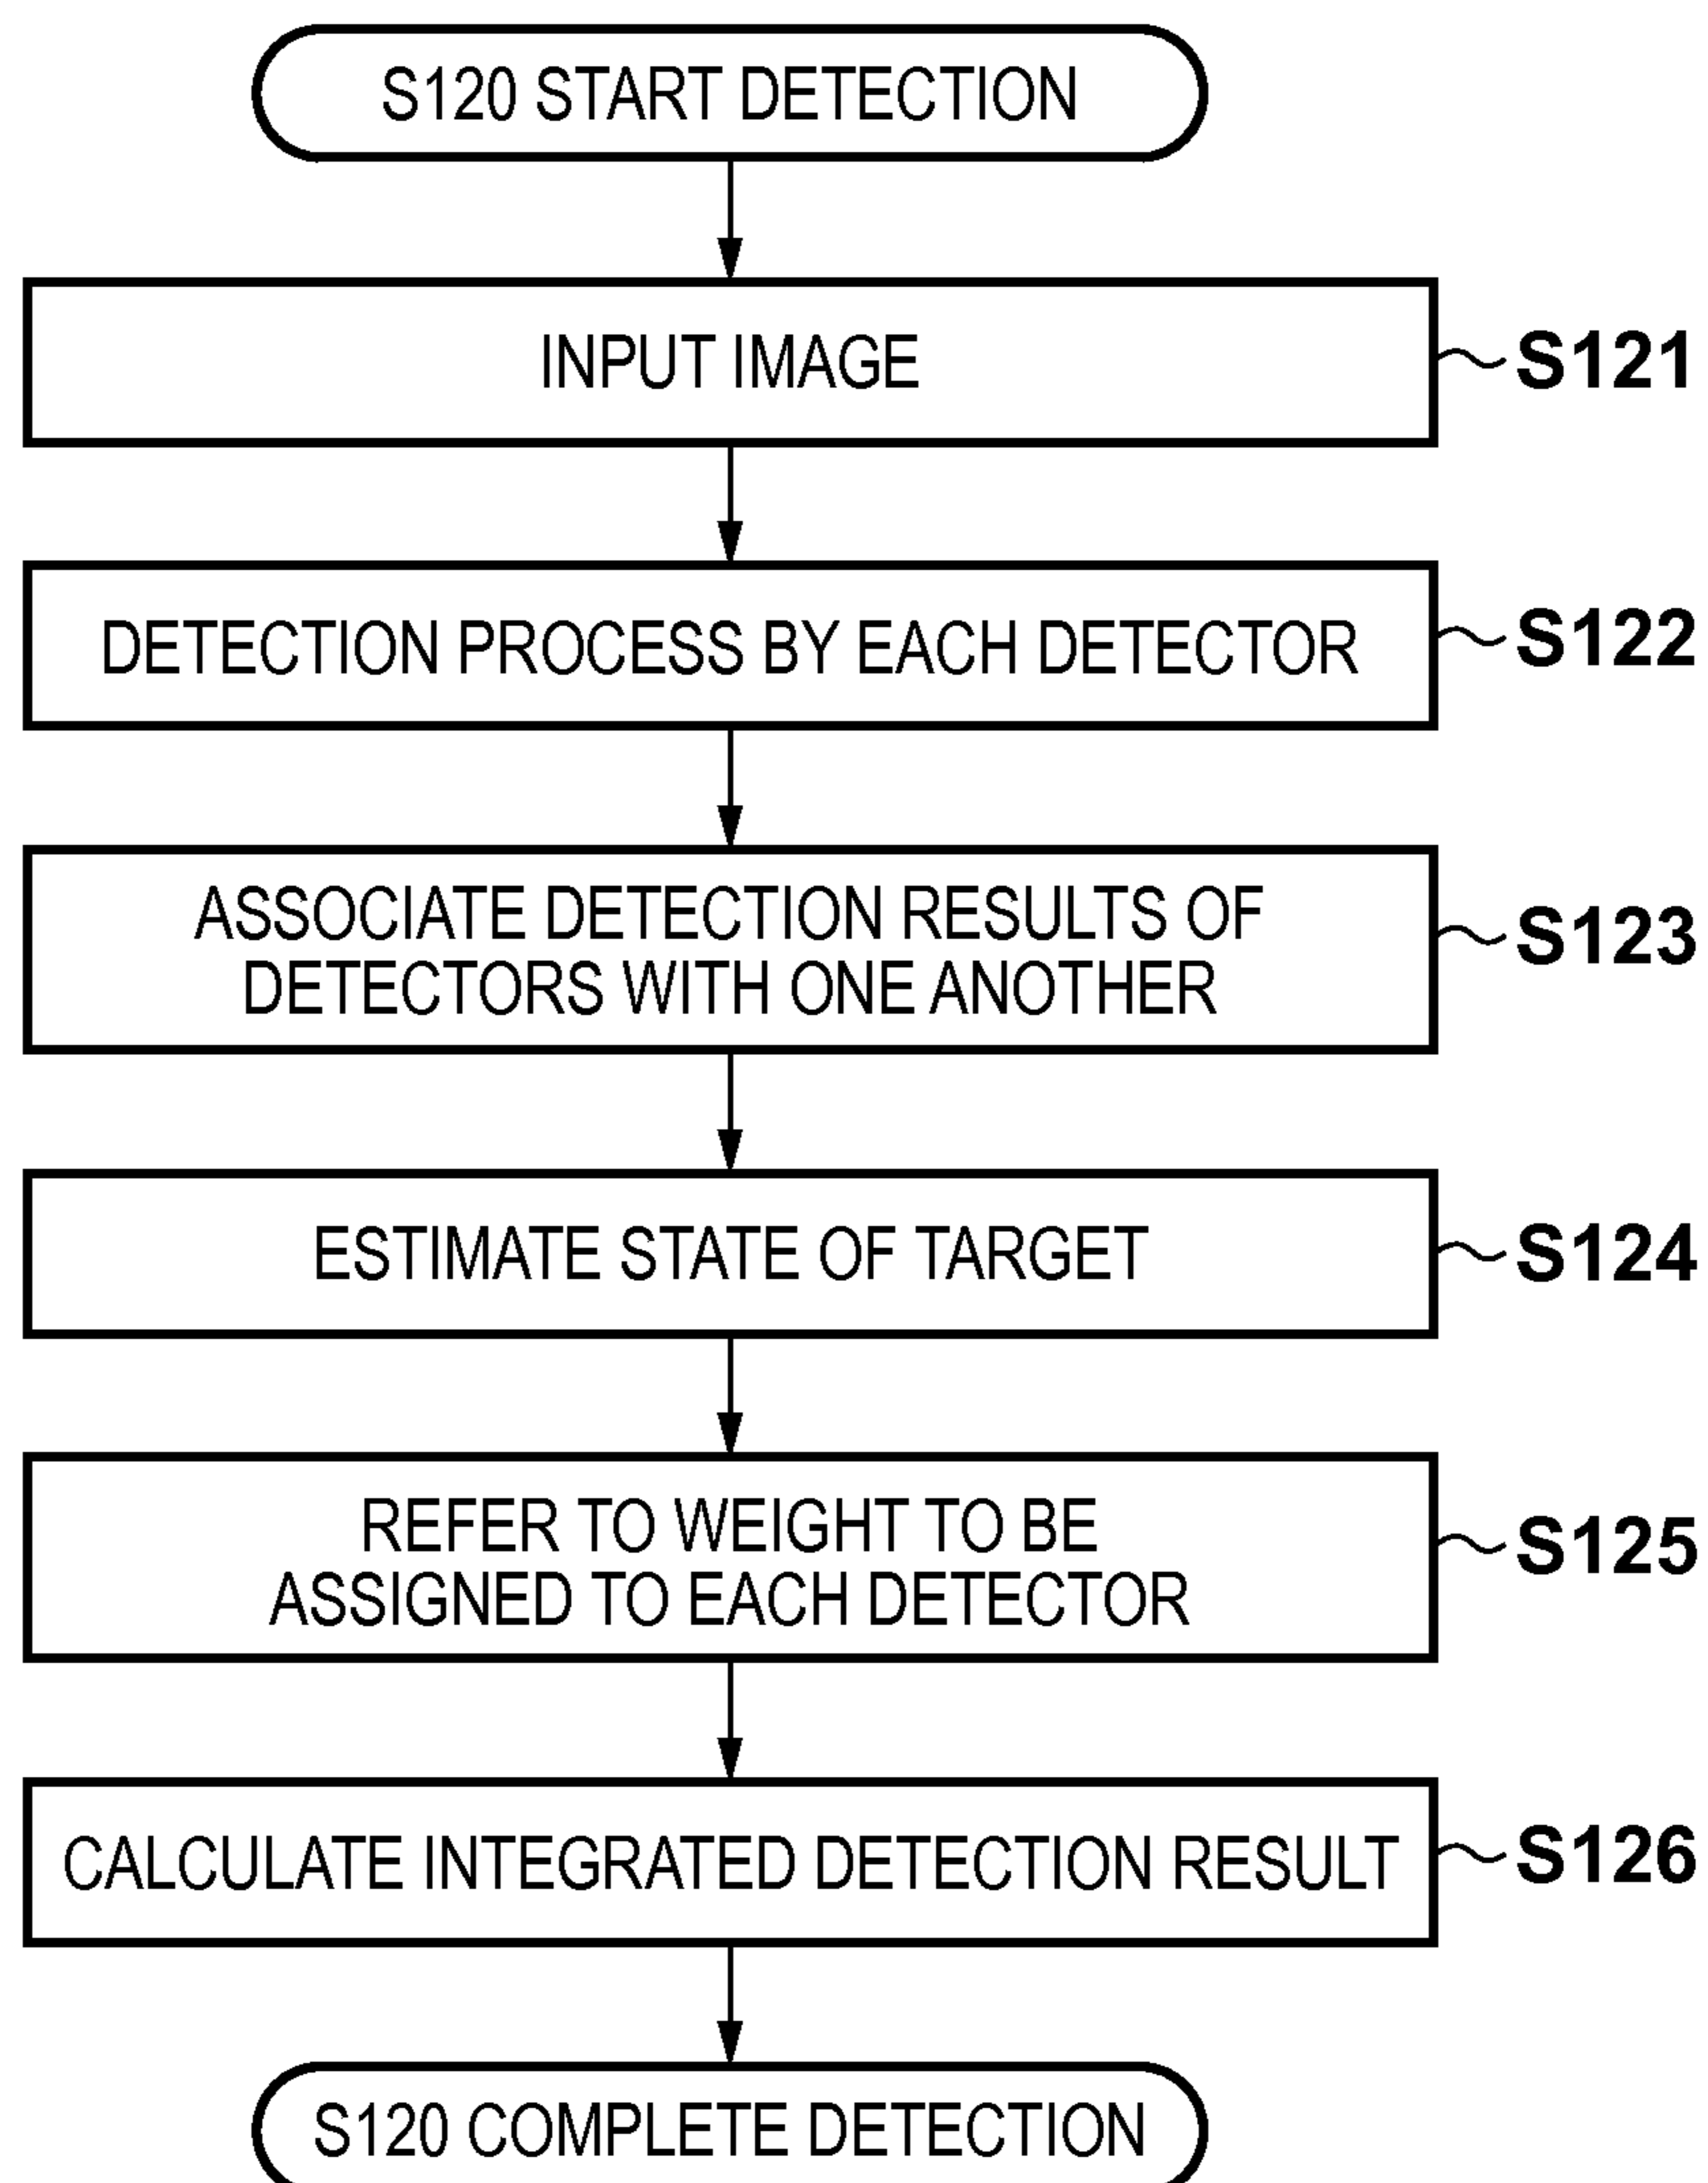 S120 START DETECTION
INPUT IMAGE
S121
DETECTION PROCESS BY EACH DETECTOR
S122
ASSOCIATE DETECTION RESULTS OF
DETECTORS WITH ONE ANOTHER
S123
ESTIMATE STATE OF TARGET
S124
REFER TO WEIGHT TO BE
ASSIGNED TO EACH DETECTOR
S125
CALCULATE INTEGRATED DETECTION RESULT
S126
S120 COMPLETE DETECTION